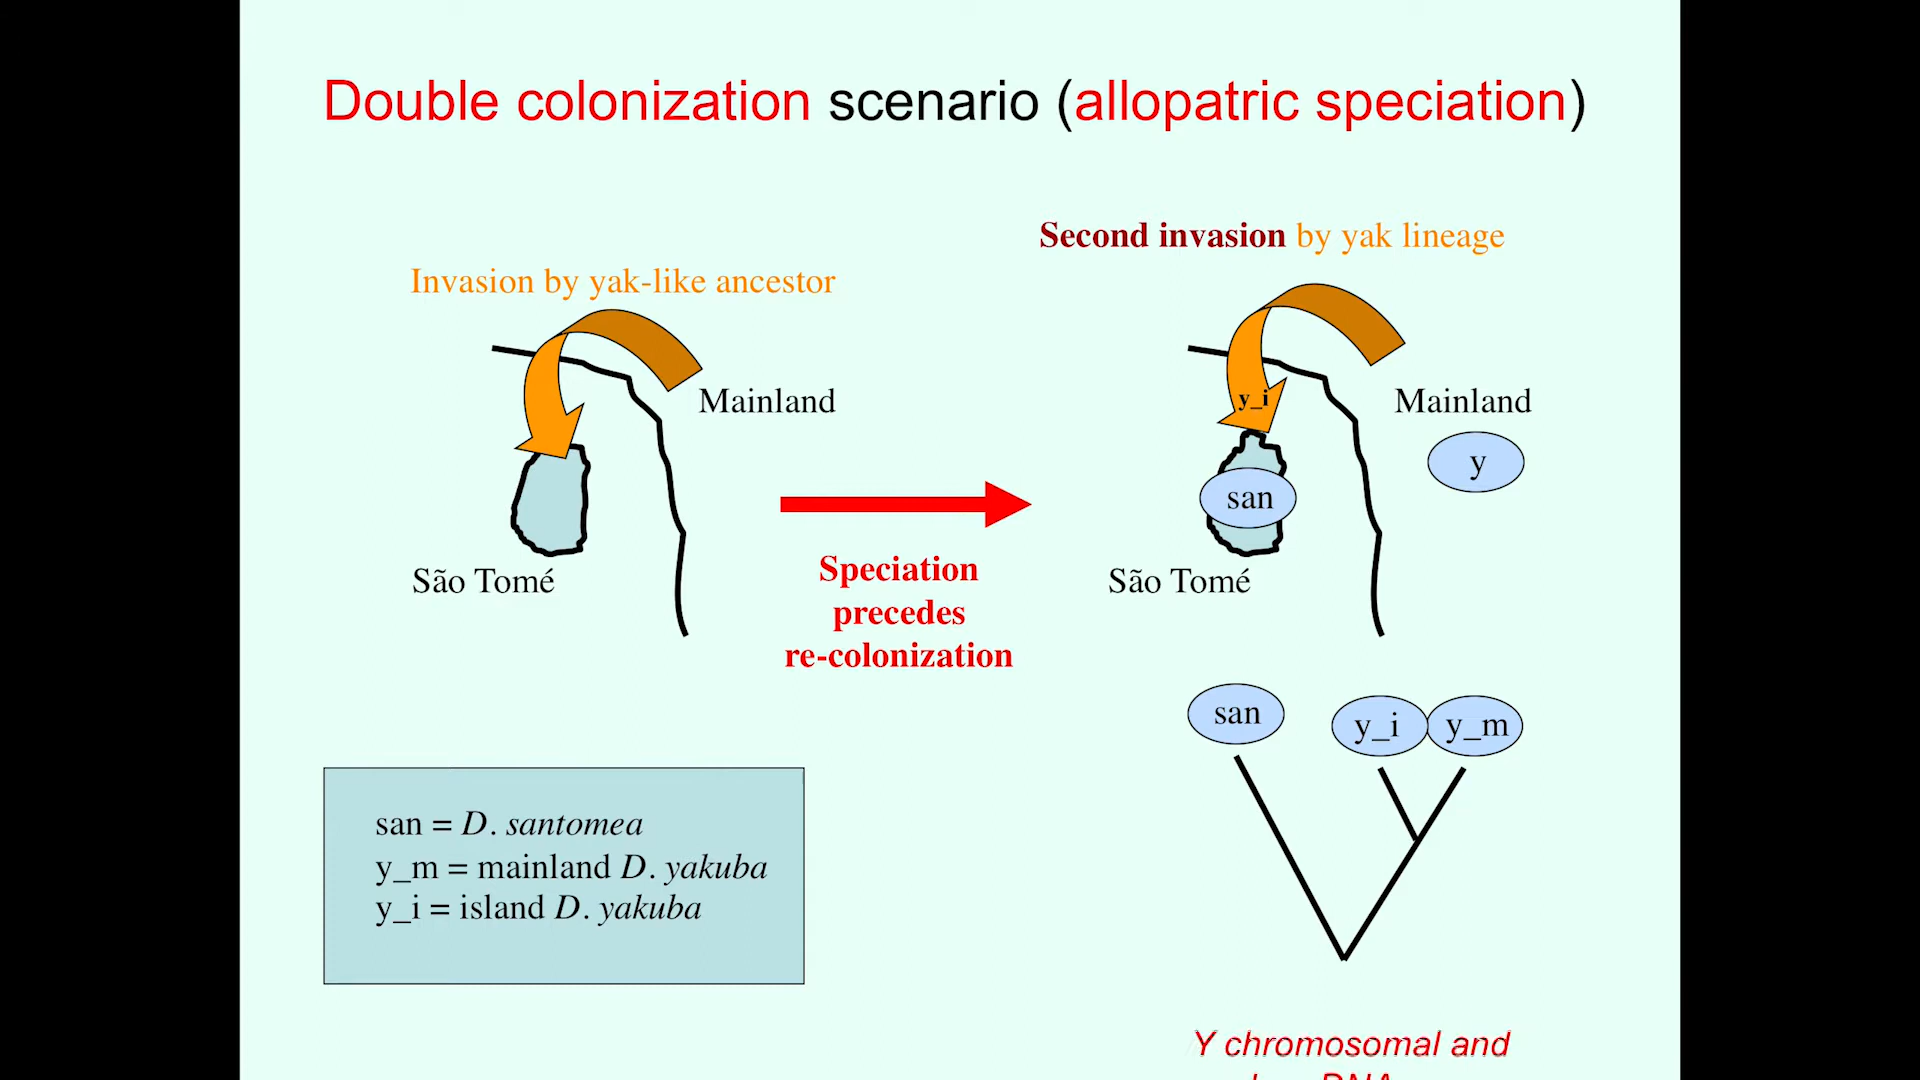 Double colonization scenario (allopatric speciation)
Invasion by yak-like ancestor
Mainland
São Tomé
Speciation
precedes
re-colonization
Second invasion by yak lineage
y_i
Mainland
y
san
São Tomé
san
y_i
y_m
san = D. santomea
y_m = mainland D. yakuba
y_i = island D. yakuba
Y chromosomal and
DNA